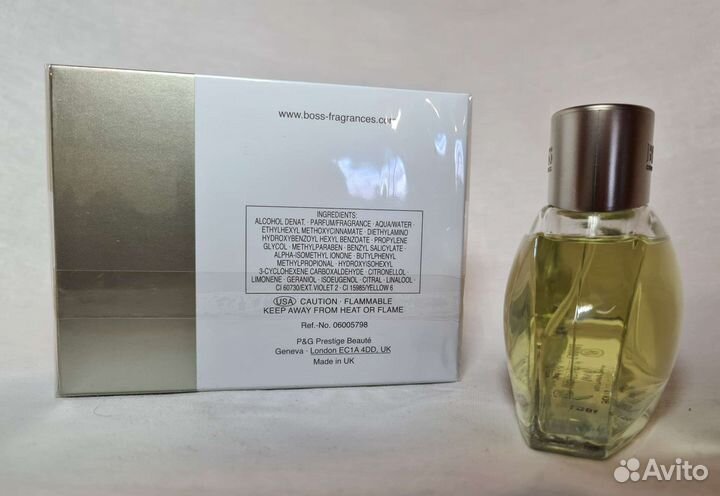 www.boss-fragrances.com
INGREDIENTS:
ALCOHOL DENAT. · PARFUM/FRAGRANCE · AQUA/WATER ·
ETHYLHEXYL METHOXYCINNAMATE · DIETHYLAMINO
HYDROXYBENZOYL HEXYL BENZOATE · PROPYLENE
GLYCOL · METHYLPARABEN · BENZYL SALICYLATE ·
ALPHA-ISOMETHYL IONONE · BUTYLPHENYL
METHYLPROPIONAL · HYDROXYISOHEXYL
3-CYCLOHEXENE CARBOXALDEHYDE · CITRONELLOL ·
LIMONENE · GERANIOL · ISOEUGENOL · CITRAL · LINALOOL ·
CI 60730/EXT.VIOLET 2 · CI 15985/YELLOW 6
USA CAUTION · FLAMMABLE
KEEP AWAY FROM HEAT OR FLAME
Ref.-No. 06005798
P&G Prestige Beauté
Geneva · London EC1A 4DD, UK
Made in UK
Avito